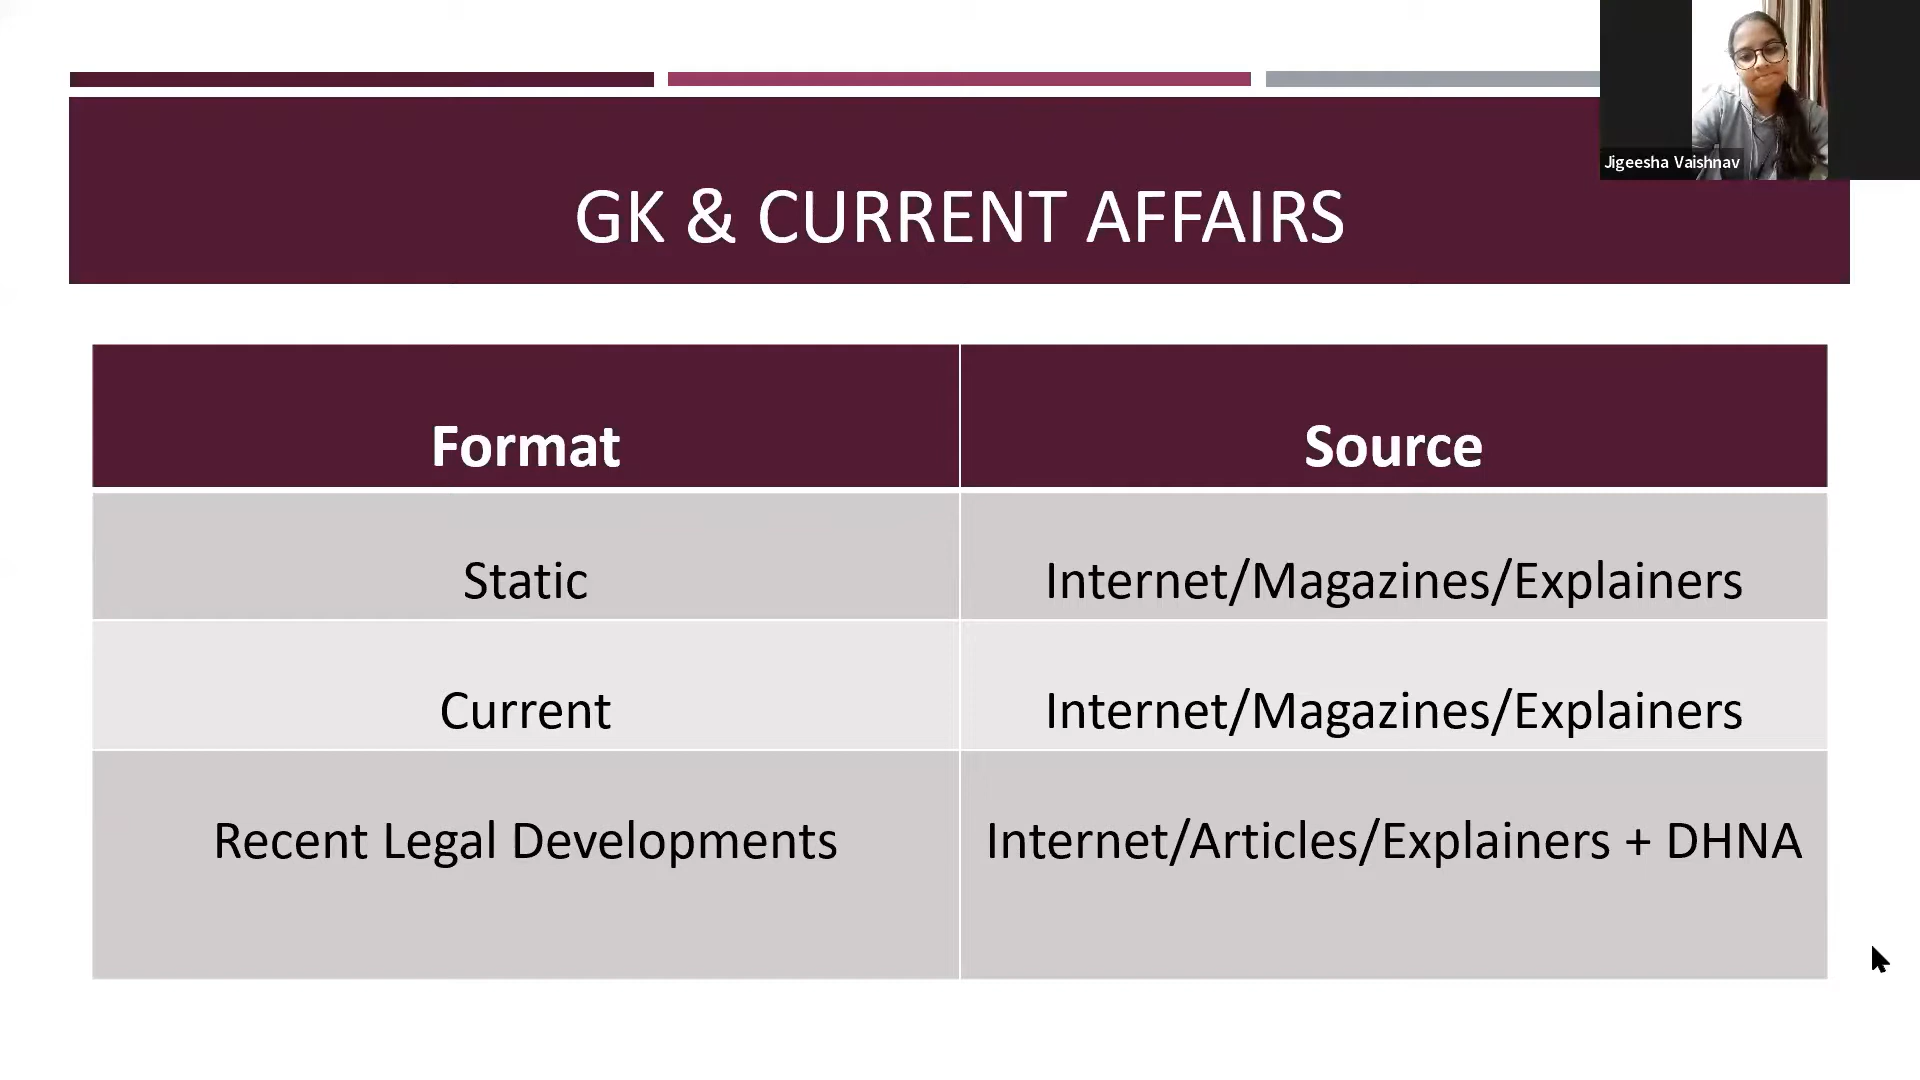 Jigeesha Vaishnav
GK & CURRENT AFFAIRS
Format
Source
Static
Internet/Magazines/Explainers
Current
Internet/Magazines/Explainers
Recent Legal Developments
Internet/Articles/Explainers + DHNA